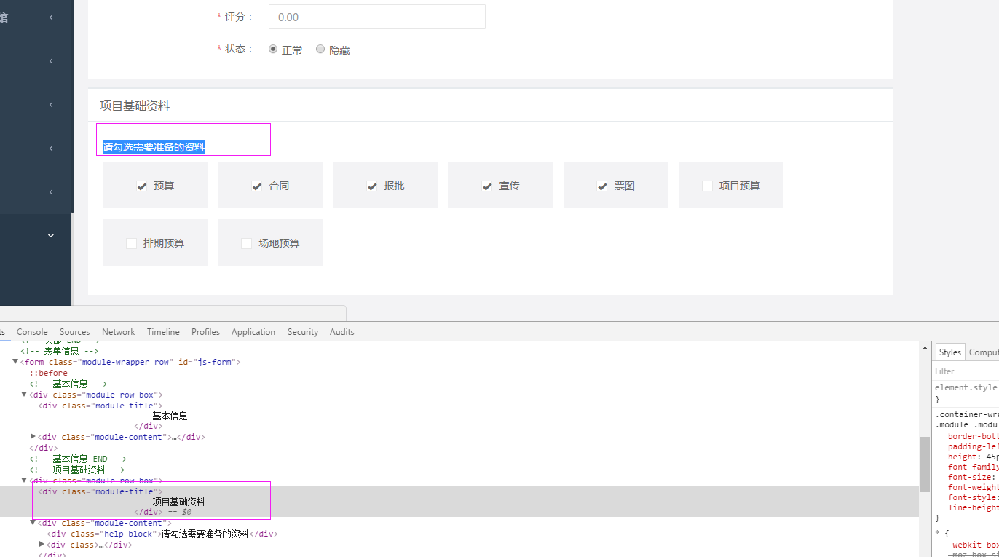 馆
* 评分：
0.00
* 状态：
正常 隐藏
项目基础资料
请勾选需要准备的资料
预算 合同 报批 宣传 票图 项目预算
排期预算 场地预算
Console Sources Network Timeline Profiles Application Security Audits
<!-- 表单信息 -->
<form class="module-wrapper row" id="js-form">
::before
<!-- 基本信息 -->
<div class="module row-box">
<div class="module-title">
基本信息
</div>
<div class="module-content">…</div>
</div>
<!-- 基本信息 END -->
<!-- 项目基础资料 -->
<div class="module row-box">
<div class="module-title">
项目基础资料
</div> == $0
<div class="module-content">
<div class="help-block">请勾选需要准备的资料</div>
<div class>…</div>
</div>
Styles Comput
Filter
element.style
}
.container-wra
.module .modul
border-bott
padding-lef
height: 45p
font-family
font-size:
font-weight
font-style:
line-height
}
* {
-webkit-box
-moz-box-si